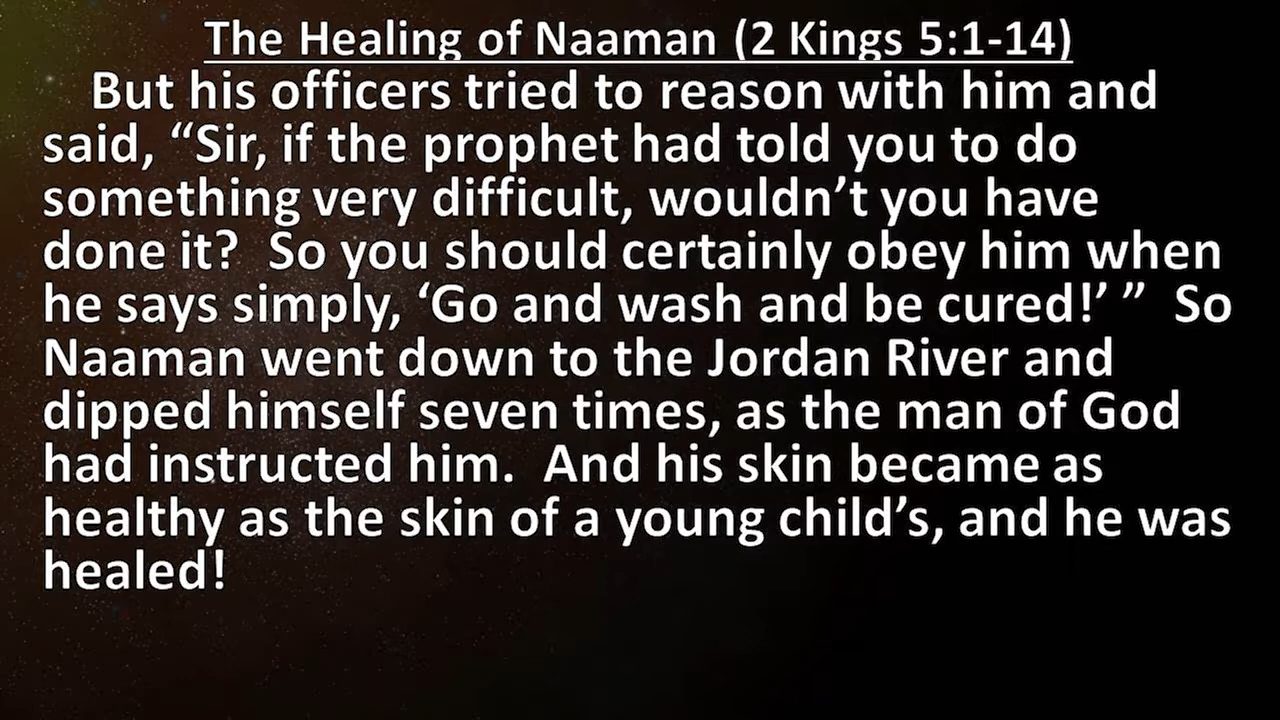 The Healing of Naaman (2 Kings 5:1-14)
But his officers tried to reason with him and
said, “Sir, if the prophet had told you to do
something very difficult, wouldn’t you have
done it?  So you should certainly obey him when
he says simply, ‘Go and wash and be cured!’ ”  So
Naaman went down to the Jordan River and
dipped himself seven times, as the man of God
had instructed him.  And his skin became as
healthy as the skin of a young child’s, and he was
healed!